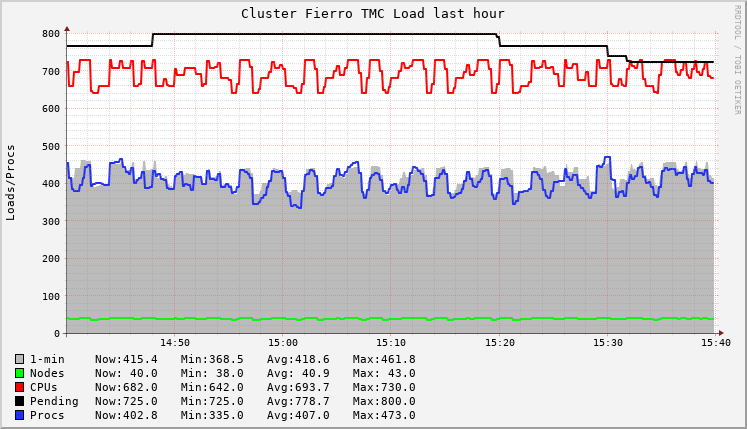 Cluster Fierro TMC Load last hour
RRDTOOL / TOBI OETIKER
Loads/Procs
800
700
600
500
400
300
200
100
0
14:50 15:00 15:10 15:20 15:30 15:40
1-min Now:415.4 Min:368.5 Avg:418.6 Max:461.8
Nodes Now: 40.0 Min: 38.0 Avg: 40.9 Max: 43.0
CPUs Now:682.0 Min:642.0 Avg:693.7 Max:730.0
Pending Now:725.0 Min:725.0 Avg:778.7 Max:800.0
Procs Now:402.8 Min:335.0 Avg:407.0 Max:473.0